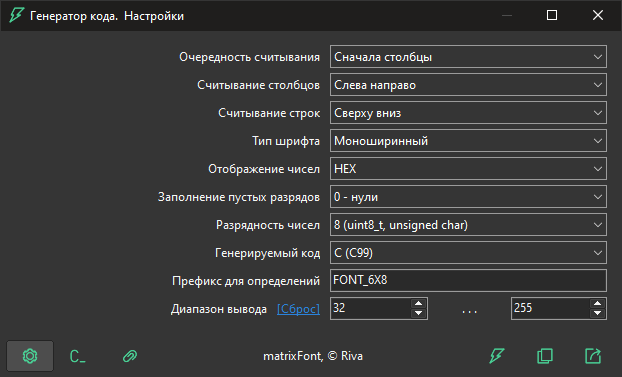 Генератор кода.  Настройки
Очередность считывания Сначала столбцы
Считывание столбцов Слева направо
Считывание строк Сверху вниз
Тип шрифта Моноширинный
Отображение чисел HEX
Заполнение пустых разрядов 0 - нули
Разрядность чисел 8 (uint8_t, unsigned char)
Генерируемый код C (C99)
Префикс для определений FONT_6X8
Диапазон вывода [Сброс] 32 ... 255
C_ matrixFont, © Riva